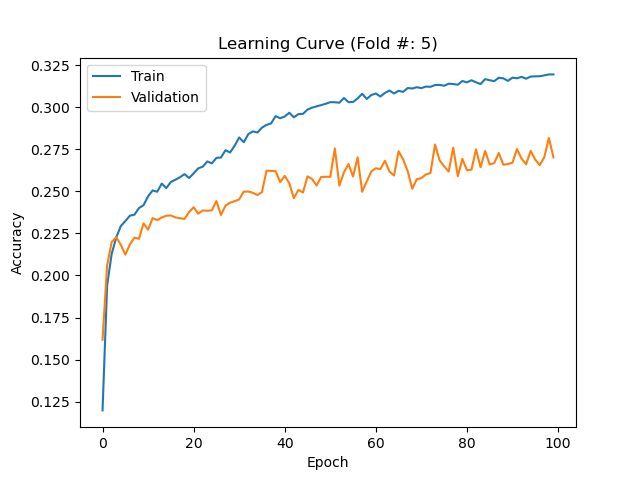 Learning Curve (Fold #: 5)
Train
Validation
0.325
0.300
0.275
0.250
0.225
0.200
0.175
0.150
0.125
Accuracy
0 20 40 60 80 100
Epoch